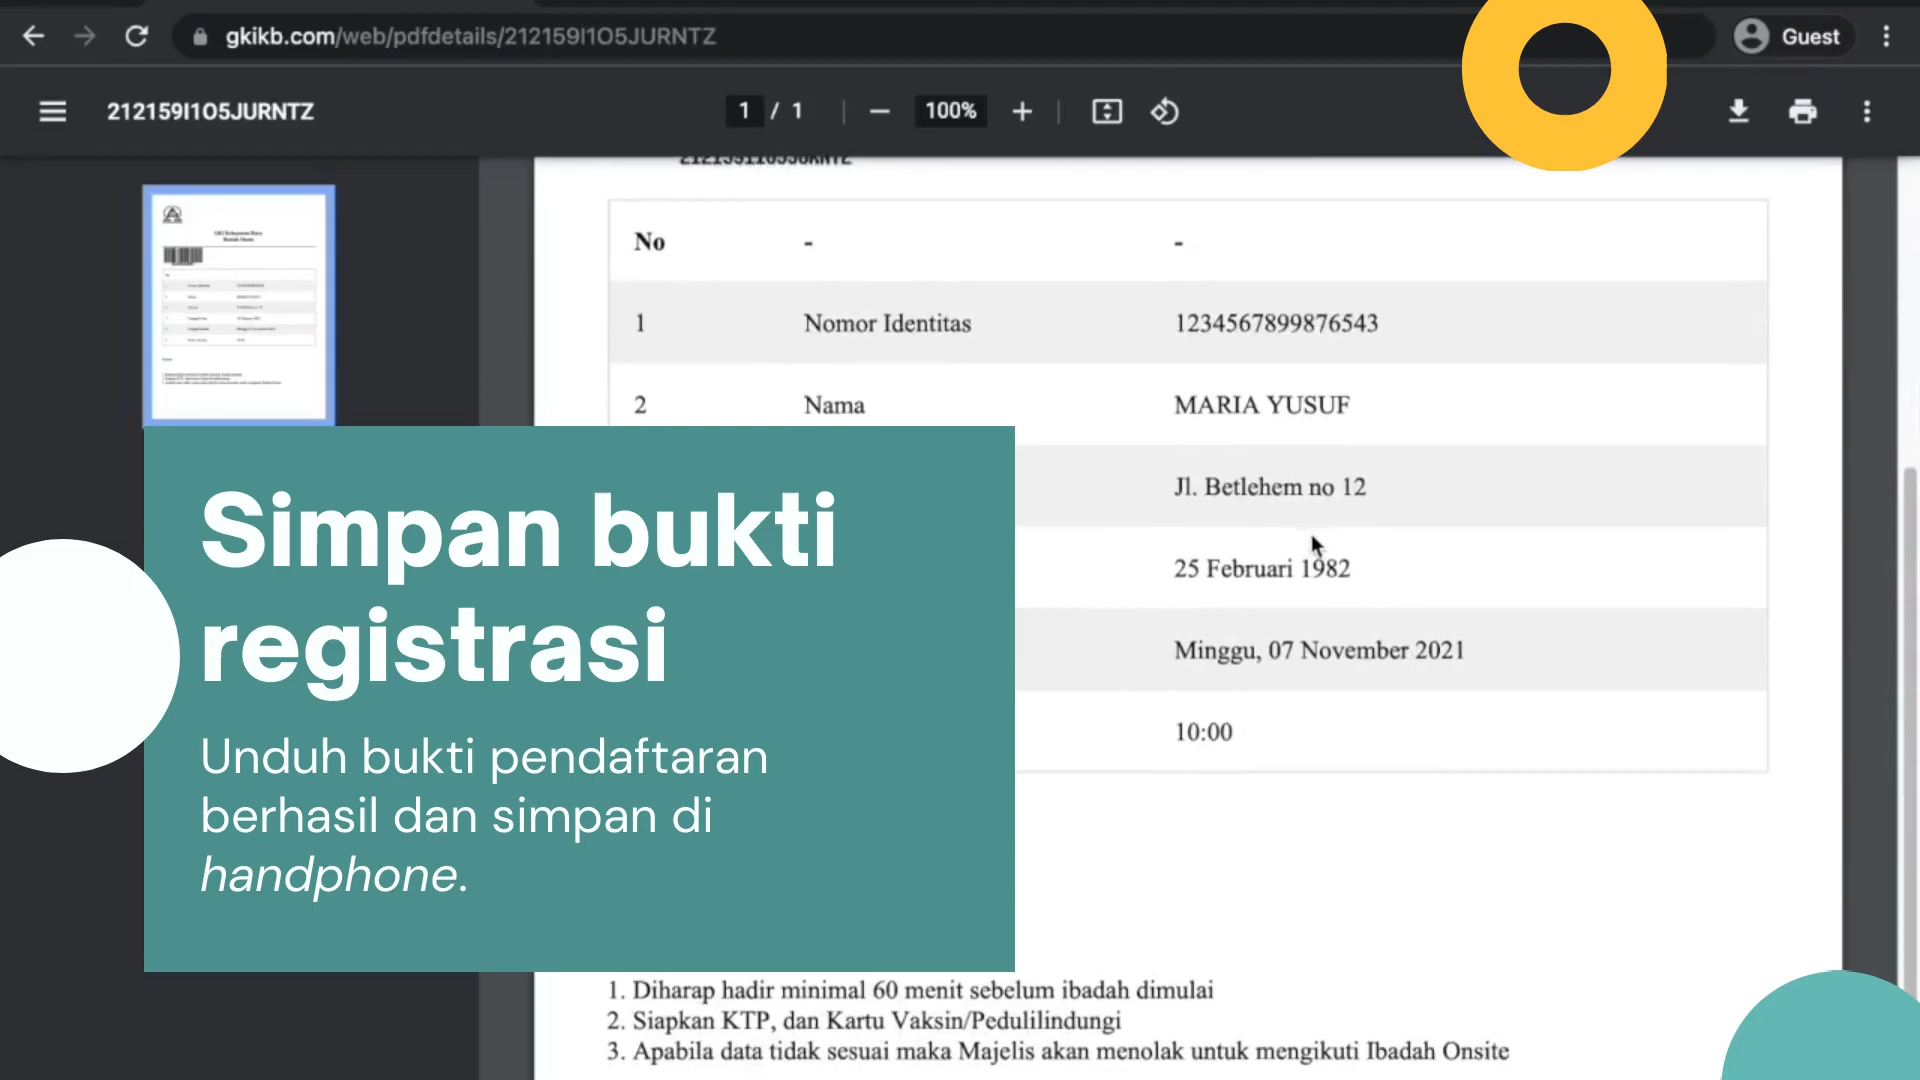 gkikb.com/web/pdfdetails/212159I1O5JURNTZ
Guest
212159I1O5JURNTZ
1 / 1
100%
No - -
1 Nomor Identitas 1234567899876543
2 Nama MARIA YUSUF
Jl. Betlehem no 12
25 Februari 1982
Minggu, 07 November 2021
10:00
Simpan bukti
registrasi
Unduh bukti pendaftaran
berhasil dan simpan di
handphone.
1. Diharap hadir minimal 60 menit sebelum ibadah dimulai
2. Siapkan KTP, dan Kartu Vaksin/Pedulilindungi
3. Apabila data tidak sesuai maka Majelis akan menolak untuk mengikuti Ibadah Onsite